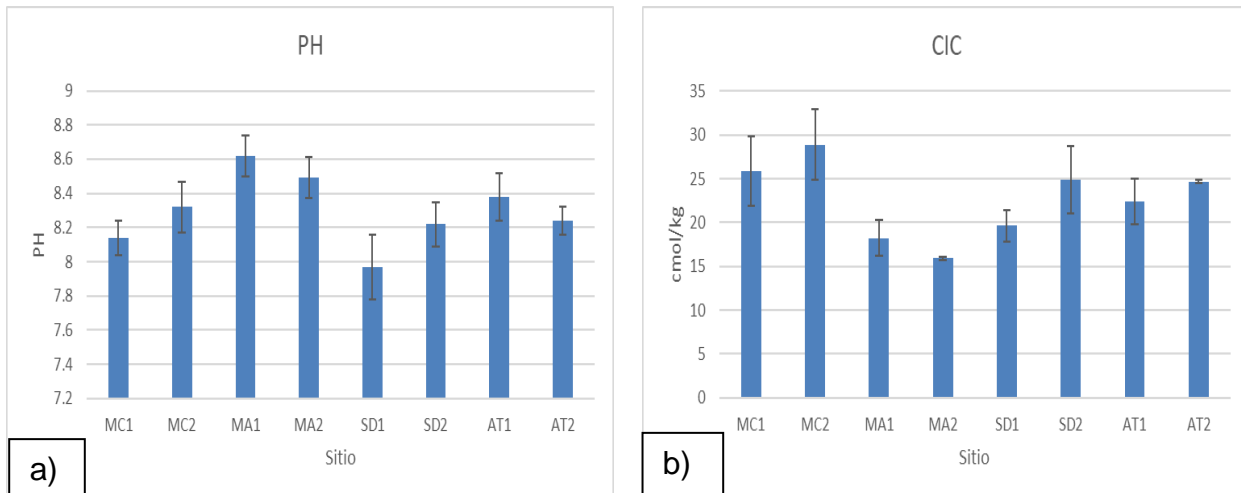 PH
9
8.8
8.6
8.4
8.2
8
7.8
7.6
7.4
7.2
PH
MC1 MC2 MA1 MA2 SD1 SD2 AT1 AT2
Sitio
a)
CIC
35
30
25
20
15
10
5
0
cmol/kg
MC1 MC2 MA1 MA2 SD1 SD2 AT1 AT2
Sitio
b)